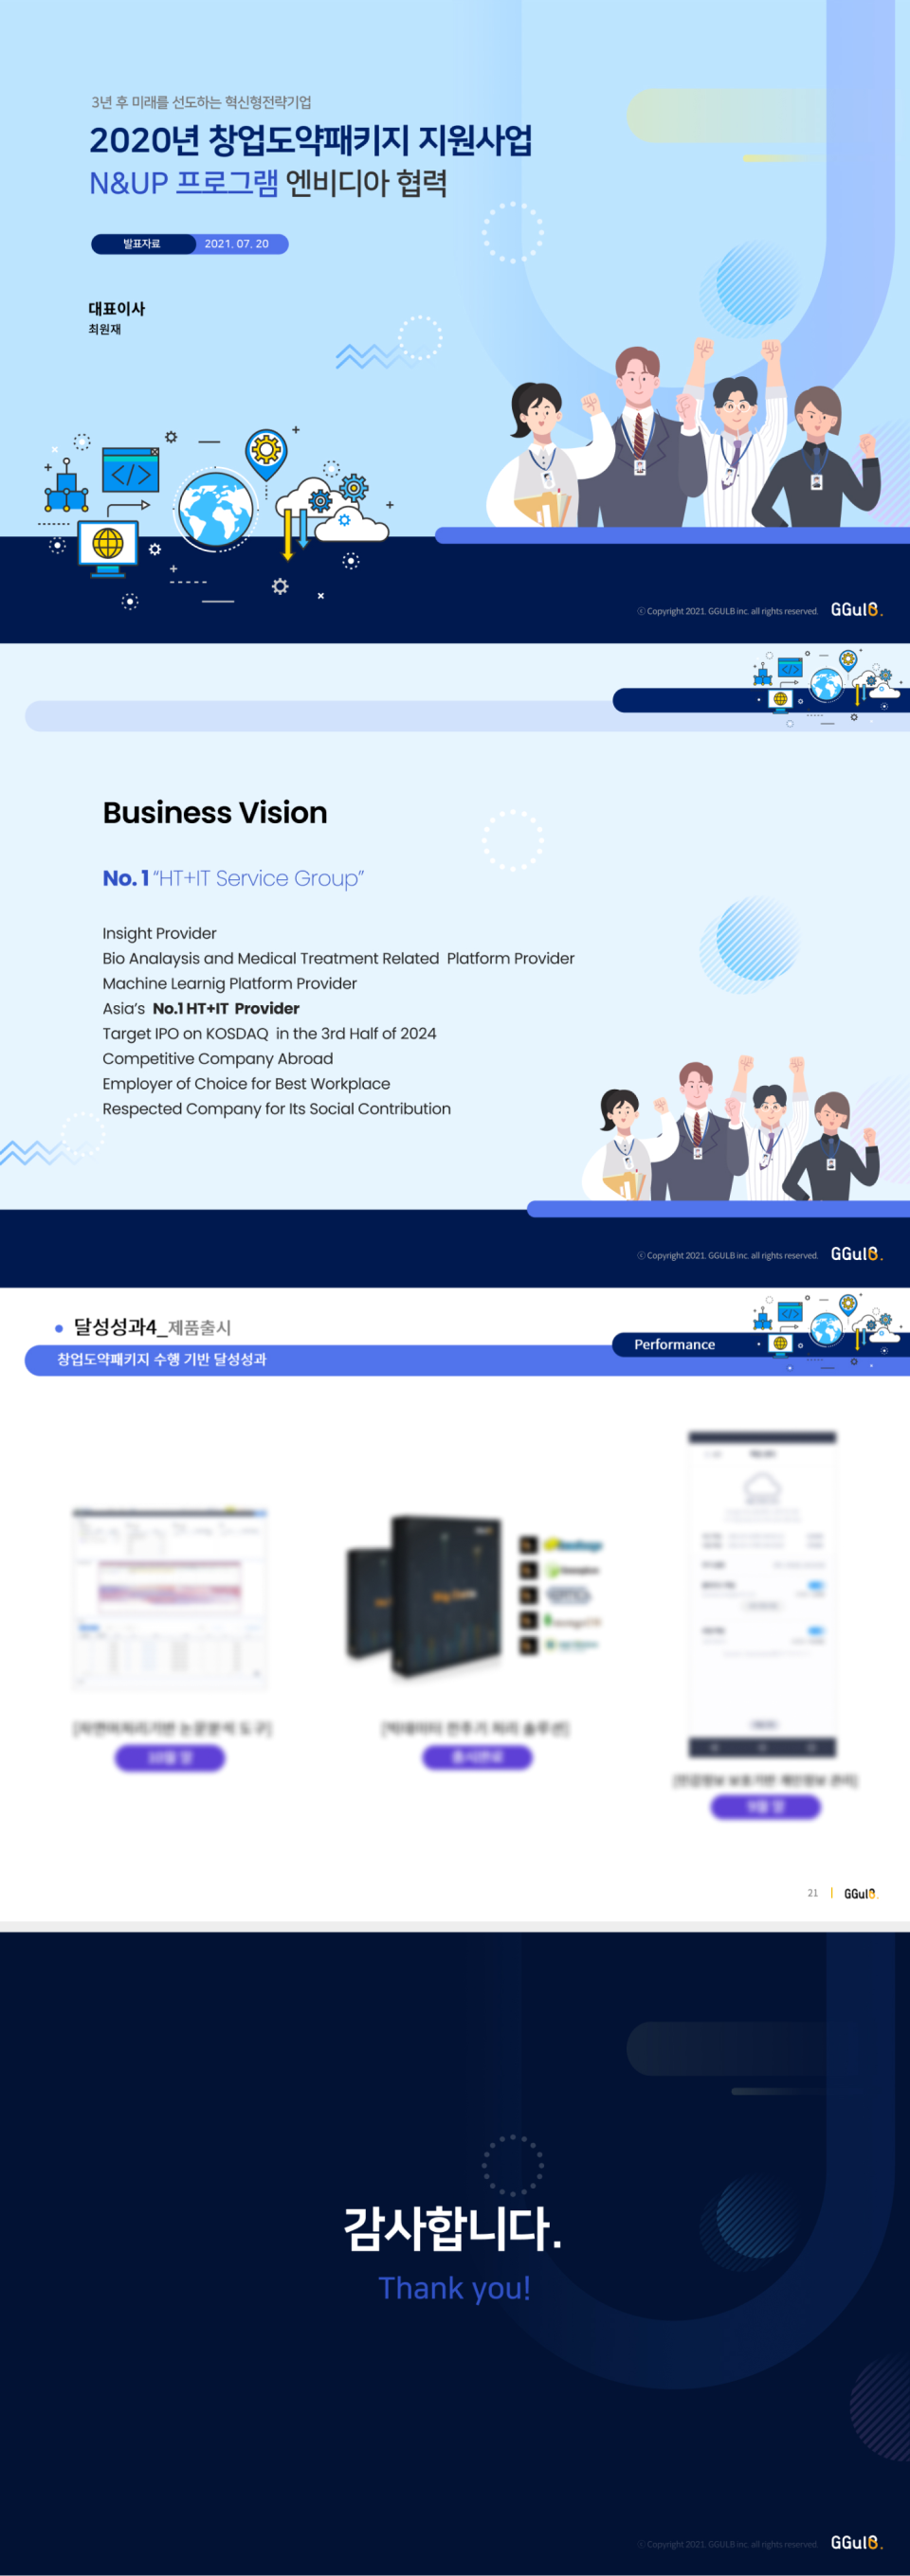 3년 후 미래를 선도하는 혁신형전략기업
2020년 창업도약패키지 지원사업
N&UP 프로그램 엔비디아 협력
발표자료 2021. 07. 20
대표이사
최원재
</>
ⓒ Copyright 2021. GGULB inc. all rights reserved. GGulB.
</>
Business Vision
No. 1 “HT+IT Service Group”
Insight Provider
Bio Analaysis and Medical Treatment Related Platform Provider
Machine Learnig Platform Provider
Asia’s No.1 HT+IT Provider
Target IPO on KOSDAQ in the 3rd Half of 2024
Competitive Company Abroad
Employer of Choice for Best Workplace
Respected Company for Its Social Contribution
ⓒ Copyright 2021. GGULB inc. all rights reserved. GGulB.
달성성과4_제품출시
</>
Performance
창업도약패키지 수행 기반 달성성과
21 | GGulB.
감사합니다.
Thank you!
ⓒ Copyright 2021. GGULB inc. all rights reserved. GGulB.